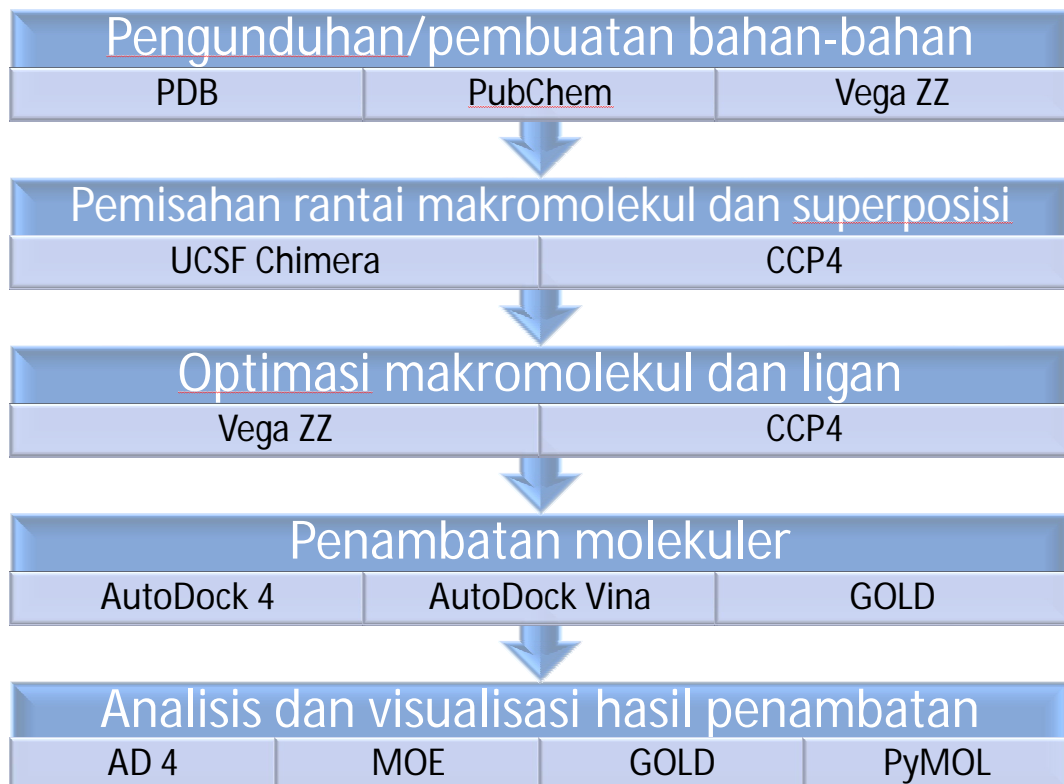 Pengunduhan/pembuatan bahan-bahan
PDB PubChem Vega ZZ
Pemisahan rantai makromolekul dan superposisi
UCSF Chimera CCP4
Optimasi makromolekul dan ligan
Vega ZZ CCP4
Penambatan molekuler
AutoDock 4 AutoDock Vina GOLD
Analisis dan visualisasi hasil penambatan
AD 4 MOE GOLD PyMOL